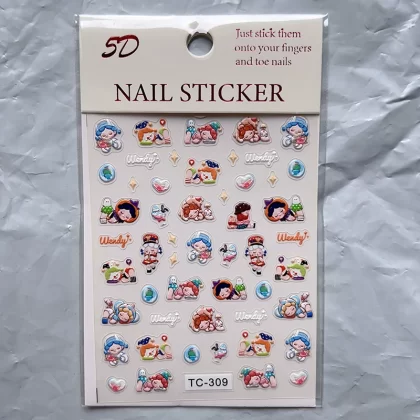 5D
Just stick them
onto your fingers
and toe nails
NAIL STICKER
Wendy
Wendy
Wendy
Wendy
Wendy
Wendy
TC-309